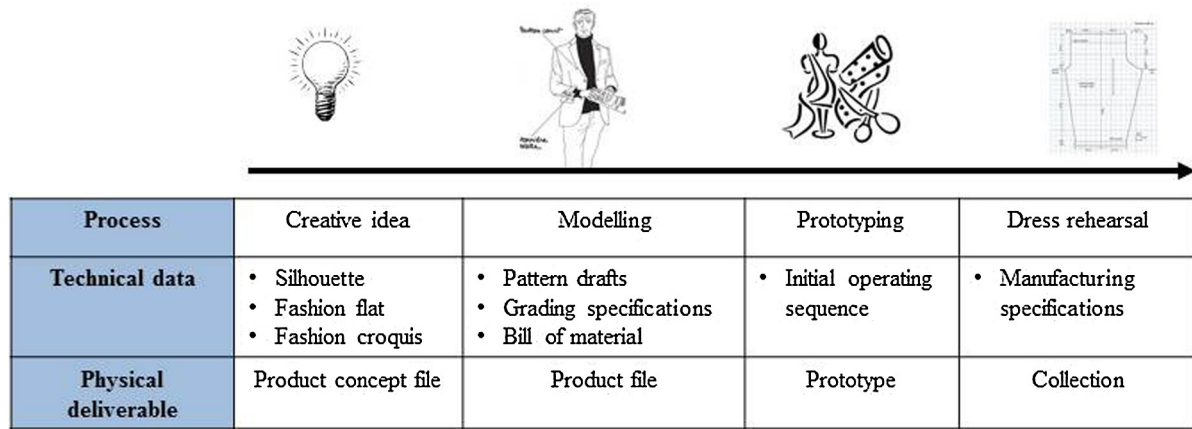 Process
Creative idea
Modelling
Prototyping
Dress rehearsal
Technical data
• Silhouette
• Fashion flat
• Fashion croquis
• Pattern drafts
• Grading specifications
• Bill of material
• Initial operating
sequence
• Manufacturing
specifications
Physical
deliverable
Product concept file
Product file
Prototype
Collection